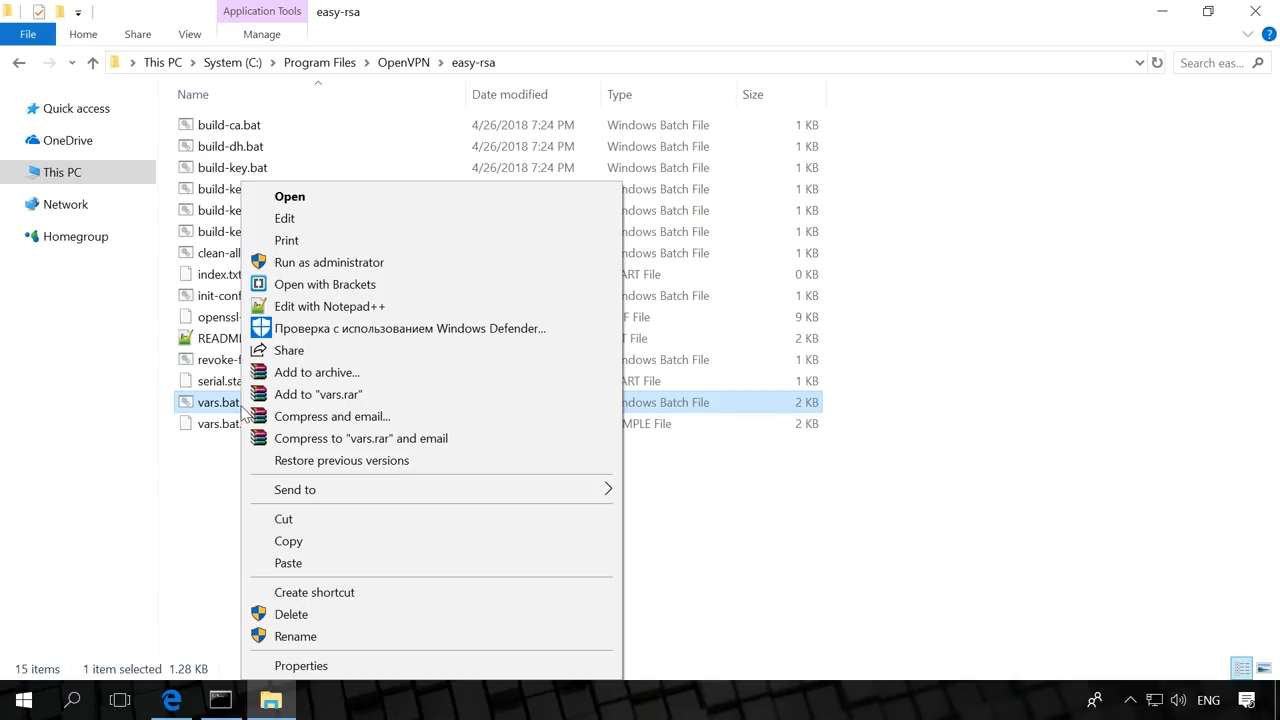 Application Tools
easy-rsa
File
Home
Share
View
Manage
This PC
System (C:)
Program Files
OpenVPN
easy-rsa
Search eas...
Quick access
OneDrive
This PC
Network
Homegroup
Name
Date modified
Type
Size
build-ca.bat 4/26/2018 7:24 PM Windows Batch File 1 KB
build-dh.bat 4/26/2018 7:24 PM Windows Batch File 1 KB
build-key.bat 4/26/2018 7:24 PM Windows Batch File 1 KB
build-ke ndows Batch File 1 KB
build-ke ndows Batch File 1 KB
build-ke ndows Batch File 1 KB
clean-all ndows Batch File 1 KB
index.txt ART File 0 KB
init-conf ndows Batch File 1 KB
openssl- F File 9 KB
README T File 2 KB
revoke-f ndows Batch File 1 KB
serial.sta ART File 1 KB
vars.bat ndows Batch File 2 KB
vars.bat. MPLE File 2 KB
Open
Edit
Print
Run as administrator
Open with Brackets
Edit with Notepad++
Проверка с использованием Windows Defender...
Share
Add to archive...
Add to "vars.rar"
Compress and email...
Compress to "vars.rar" and email
Restore previous versions
Send to
Cut
Copy
Paste
Create shortcut
Delete
Rename
Properties
15 items
1 item selected 1.28 KB
ENG